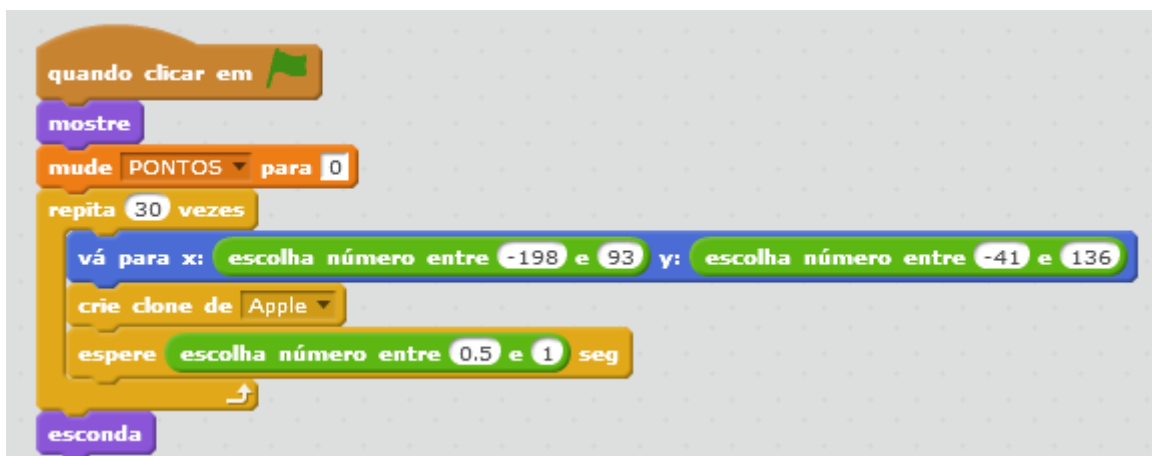 quando clicar em
mostre
mude PONTOS para 0
repita 30 vezes
vá para x: escolha número entre -198 e 93 y: escolha número entre -41 e 136
crie clone de Apple
espere escolha número entre 0.5 e 1 seg
esconda